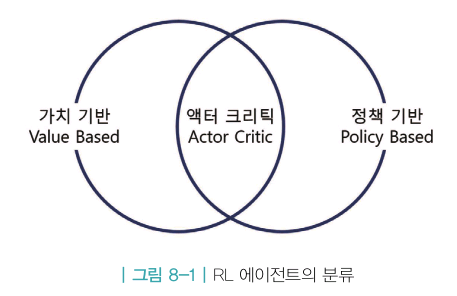 가치 기반
Value Based
액터 크리틱
Actor Critic
정책 기반
Policy Based
| 그림 8-1 | RL 에이전트의 분류